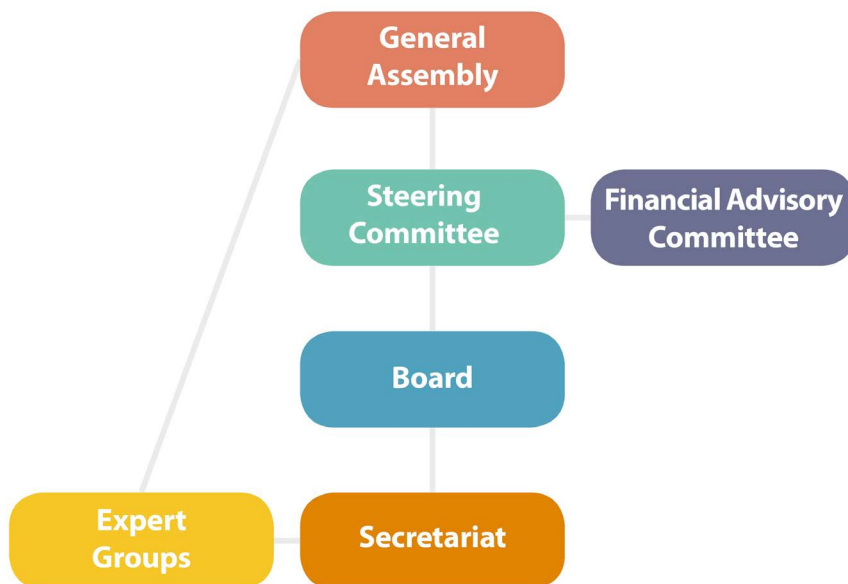 General
Assembly
Steering
Committee
Financial Advisory
Committee
Board
Expert
Groups
Secretariat